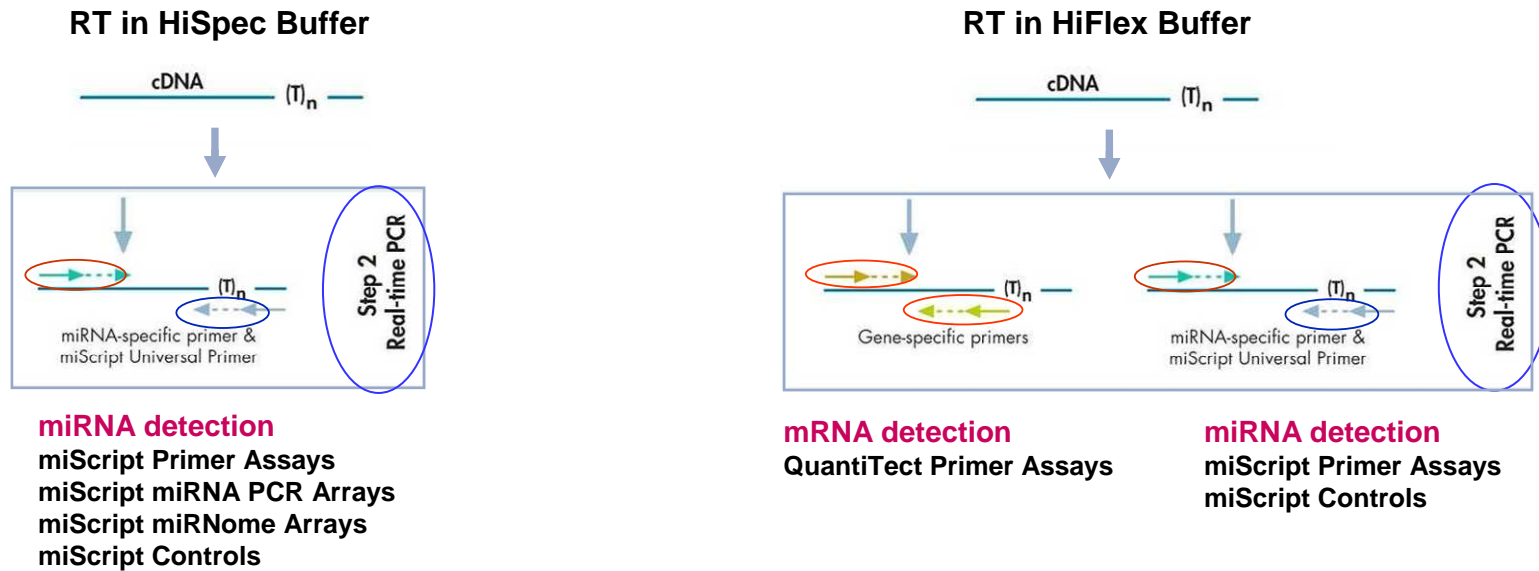 RT in HiSpec Buffer
cDNA (T)n
(T)n
miRNA-specific primer &
miScript Universal Primer
Step 2
Real-time PCR
miRNA detection
miScript Primer Assays
miScript miRNA PCR Arrays
miScript miRNome Arrays
miScript Controls
RT in HiFlex Buffer
cDNA (T)n
(T)n
Gene-specific primers
(T)n
miRNA-specific primer &
miScript Universal Primer
Step 2
Real-time PCR
mRNA detection
QuantiTect Primer Assays
miRNA detection
miScript Primer Assays
miScript Controls